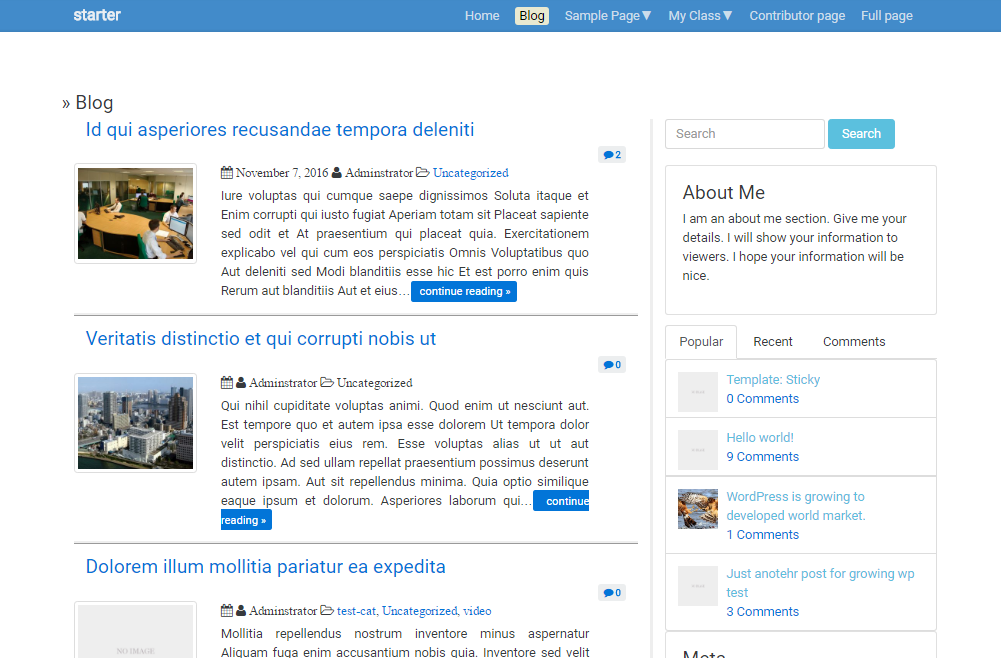 starter
Home Blog Sample Page▼ My Class▼ Contributor page Full page
» Blog
Id qui asperiores recusandae tempora deleniti
2
November 7, 2016 Adminstrator Uncategorized
Iure voluptas qui cumque saepe dignissimos Soluta itaque et
Enim corrupti qui iusto fugiat Aperiam totam sit Placeat sapiente
sed odit et At praesentium qui placeat quia. Exercitationem
explicabo vel qui cum eos perspiciatis Omnis Voluptatibus quo
Aut deleniti sed Modi blanditiis esse hic Et est porro enim quis
Rerum aut blanditiis Aut et eius… continue reading »
Veritatis distinctio et qui corrupti nobis ut
0
Adminstrator Uncategorized
Qui nihil cupiditate voluptas animi. Quod enim ut nesciunt aut.
Est tempore quo et autem ipsa esse dolorem Ut tempora dolor
velit perspiciatis eius rem. Esse voluptas alias ut ut aut
distinctio. Ad sed ullam repellat praesentium possimus deserunt
autem ipsam. Aut sit repellendus minima. Quia optio similique
eaque ipsum et dolorum. Asperiores laborum qui… continue
reading »
Dolorem illum mollitia pariatur ea expedita
0
Adminstrator test-cat, Uncategorized, video
NO IMAGE
Mollitia repellendus nostrum inventore minus aspernatur
Aliquam fuga enim accusantium nobis quia. Inventore sed velit
Search Search
About Me
I am an about me section. Give me your
details. I will show your information to
viewers. I hope your information will be
nice.
Popular Recent Comments
Template: Sticky
0 Comments
Hello world!
9 Comments
WordPress is growing to
developed world market.
1 Comments
Just anotehr post for growing wp
test
3 Comments
Meta